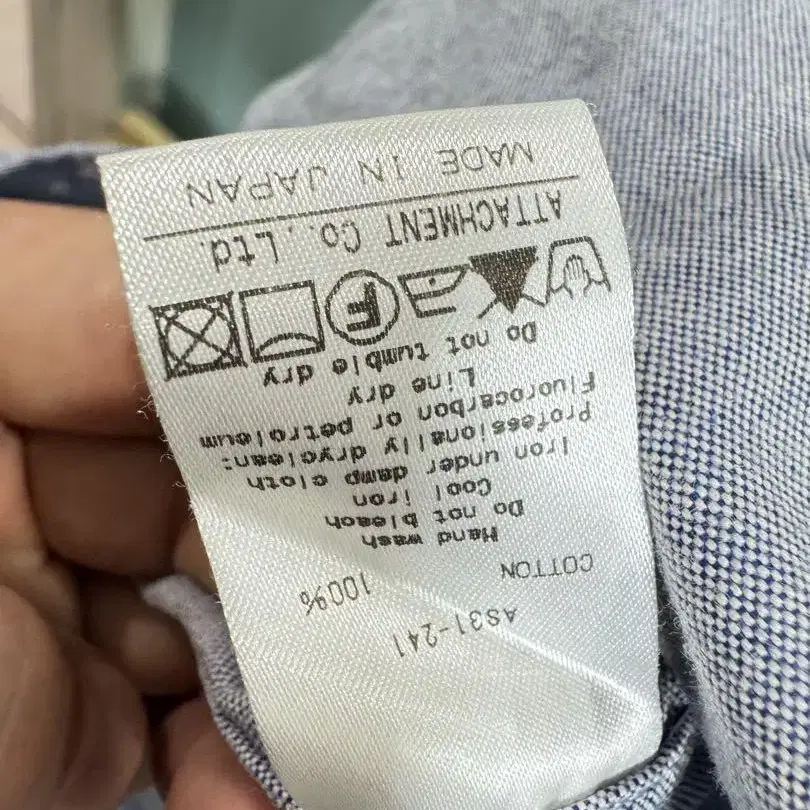 AS31-241
COTTON 100%
Hand wash
Do not bleach
Cool iron
Iron under damp cloth
Professionally dryclean:
Fluorocarbon or petroleum
Line dry
Do not tumble dry
F
ATTACHMENT Co.,Ltd.
MADE IN JAPAN